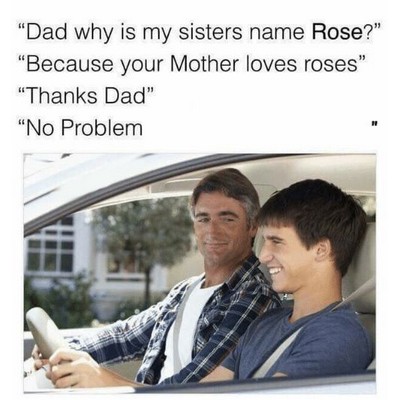 “Dad why is my sisters name Rose?”
“Because your Mother loves roses”
“Thanks Dad”
“No Problem "